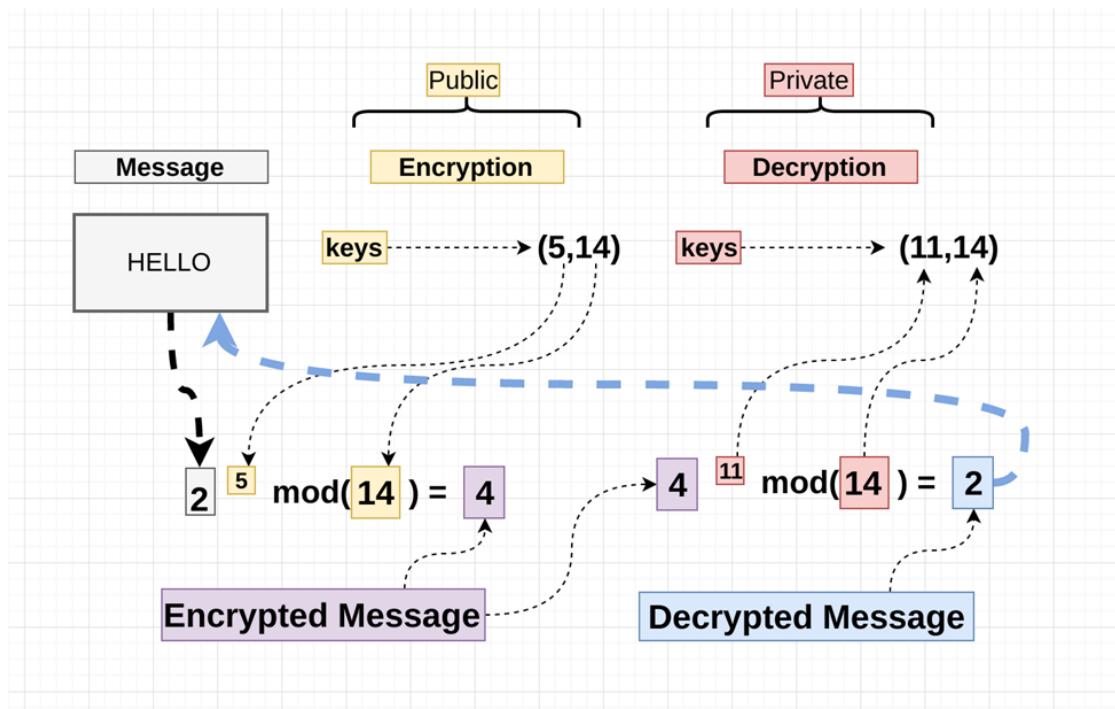 Public
Private
Message
Encryption
Decryption
HELLO
keys
(5,14)
keys
(11,14)
2 5 mod( 14 ) = 4
4 11 mod( 14 ) = 2
Encrypted Message
Decrypted Message